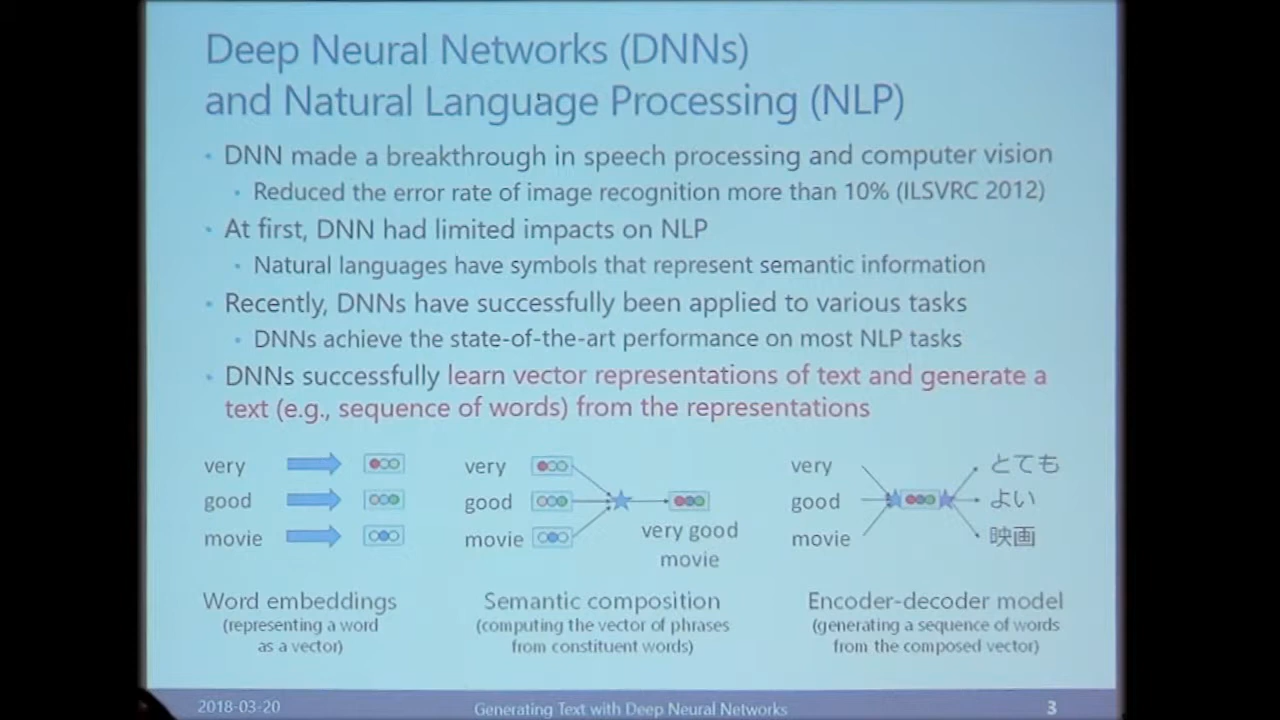 Deep Neural Networks (DNNs)
and Natural Language Processing (NLP)
• DNN made a breakthrough in speech processing and computer vision
• Reduced the error rate of image recognition more than 10% (ILSVRC 2012)
• At first, DNN had limited impacts on NLP
• Natural languages have symbols that represent semantic information
• Recently, DNNs have successfully been applied to various tasks
• DNNs achieve the state-of-the-art performance on most NLP tasks
• DNNs successfully learn vector representations of text and generate a
text (e.g., sequence of words) from the representations
very
good
movie
Word embeddings
(representing a word
as a vector)
very
good
movie
very good
movie
Semantic composition
(computing the vector of phrases
from constituent words)
very
good
movie
とても
よい
映画
Encoder-decoder model
(generating a sequence of words
from the composed vector)
2018-03-20
Generating Text with Deep Neural Networks
3